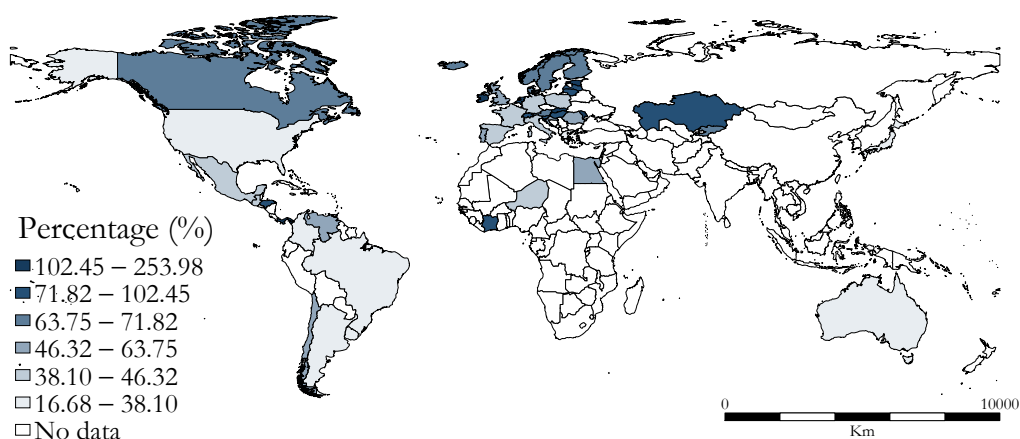 Percentage (%)
102.45 – 253.98
71.82 – 102.45
63.75 – 71.82
46.32 – 63.75
38.10 – 46.32
16.68 – 38.10
No data
0 10000
Km